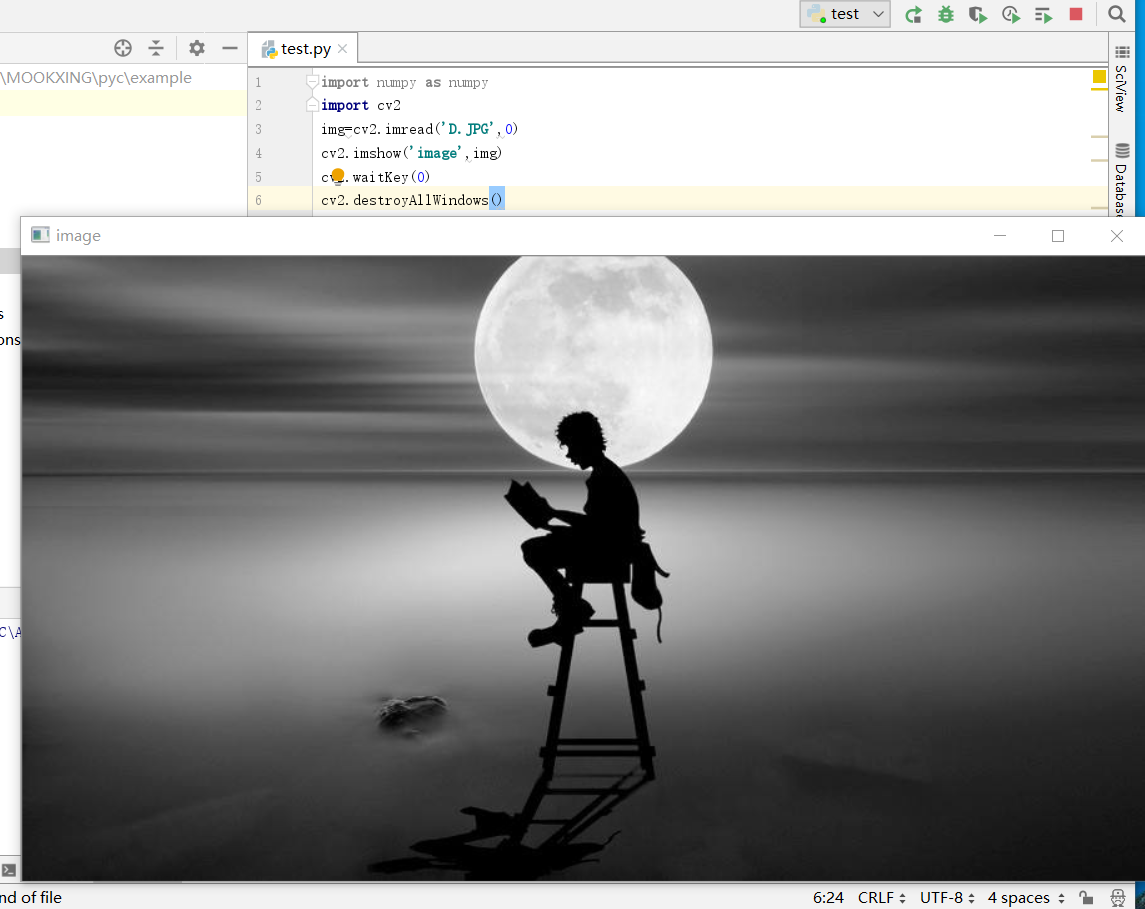 test
test.py
\MOOKXING\pyc\example
1 import numpy as numpy
2 import cv2
3 img=cv2.imread('D.JPG',0)
4 cv2.imshow('image',img)
5 cv2.waitKey(0)
6 cv2.destroyAllWindows()
SciView
Database
image
s
ons
C\A
nd of file
6:24 CRLF UTF-8 4 spaces